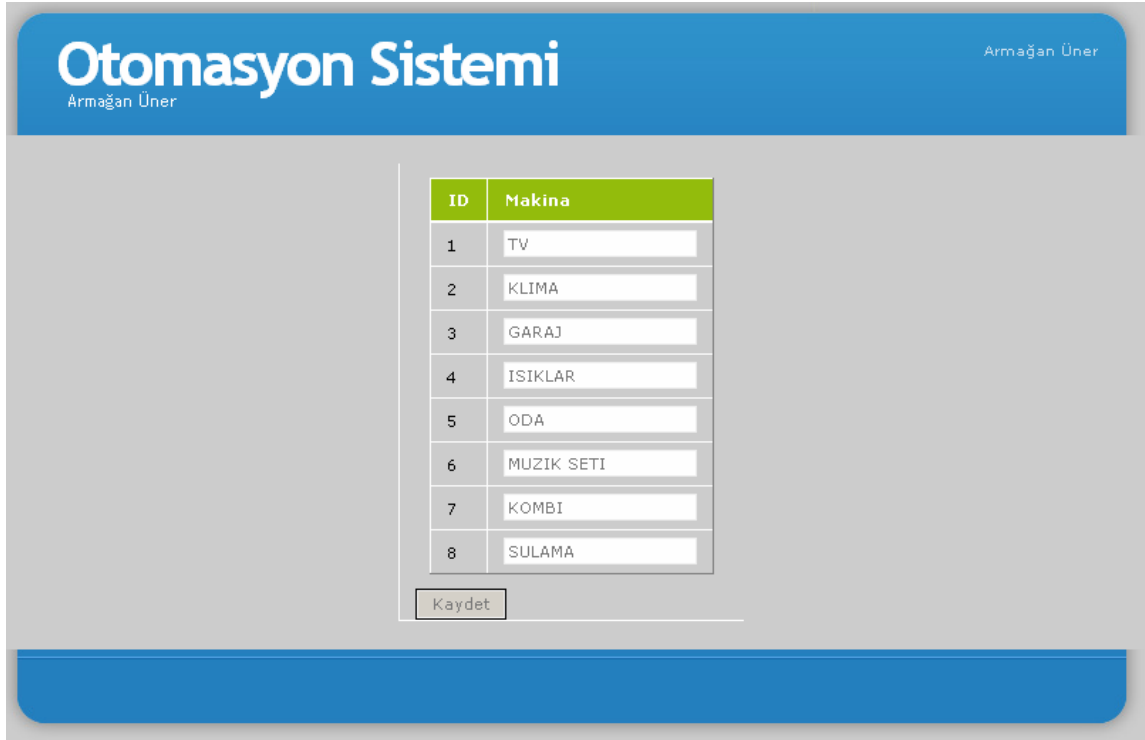 Otomasyon Sistemi
Armağan Üner
Armağan Üner
ID Makina
1 TV
2 KLIMA
3 GARAJ
4 ISIKLAR
5 ODA
6 MUZIK SETI
7 KOMBI
8 SULAMA
Kaydet